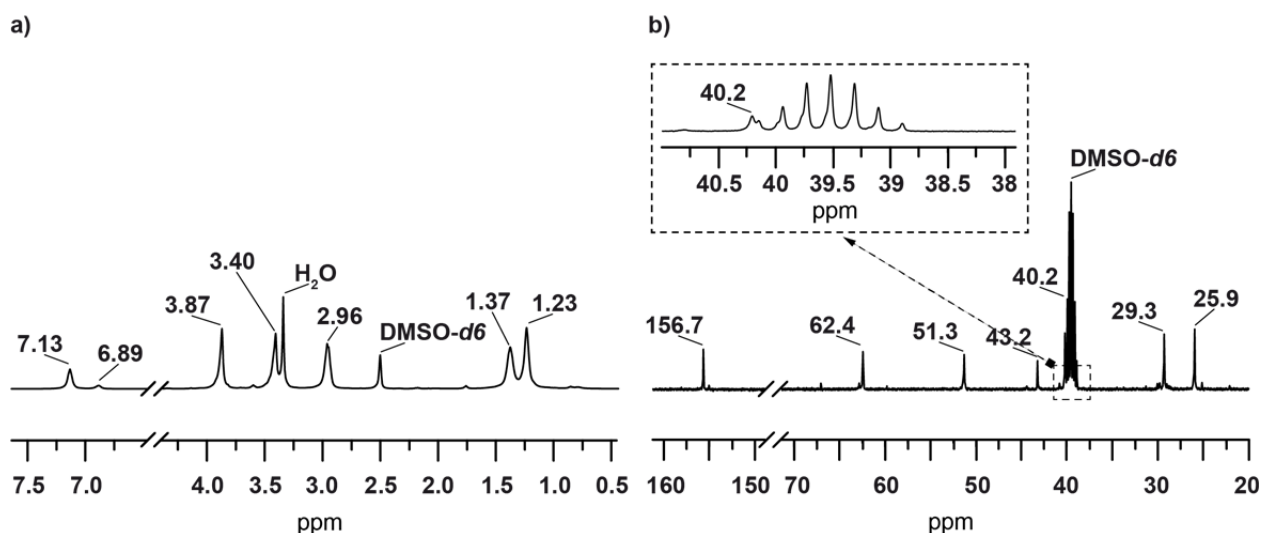 a)
7.13
6.89
3.87
3.40
H₂O
2.96
DMSO-d6
1.37
1.23
7.5 7.0 4.0 3.5 3.0 2.5 2.0 1.5 1.0 0.5
ppm
b)
40.2
40.5 40 39.5 39 38.5 38
ppm
DMSO-d6
156.7
62.4
51.3
43.2
40.2
29.3
25.9
160 150 70 60 50 40 30 20
ppm